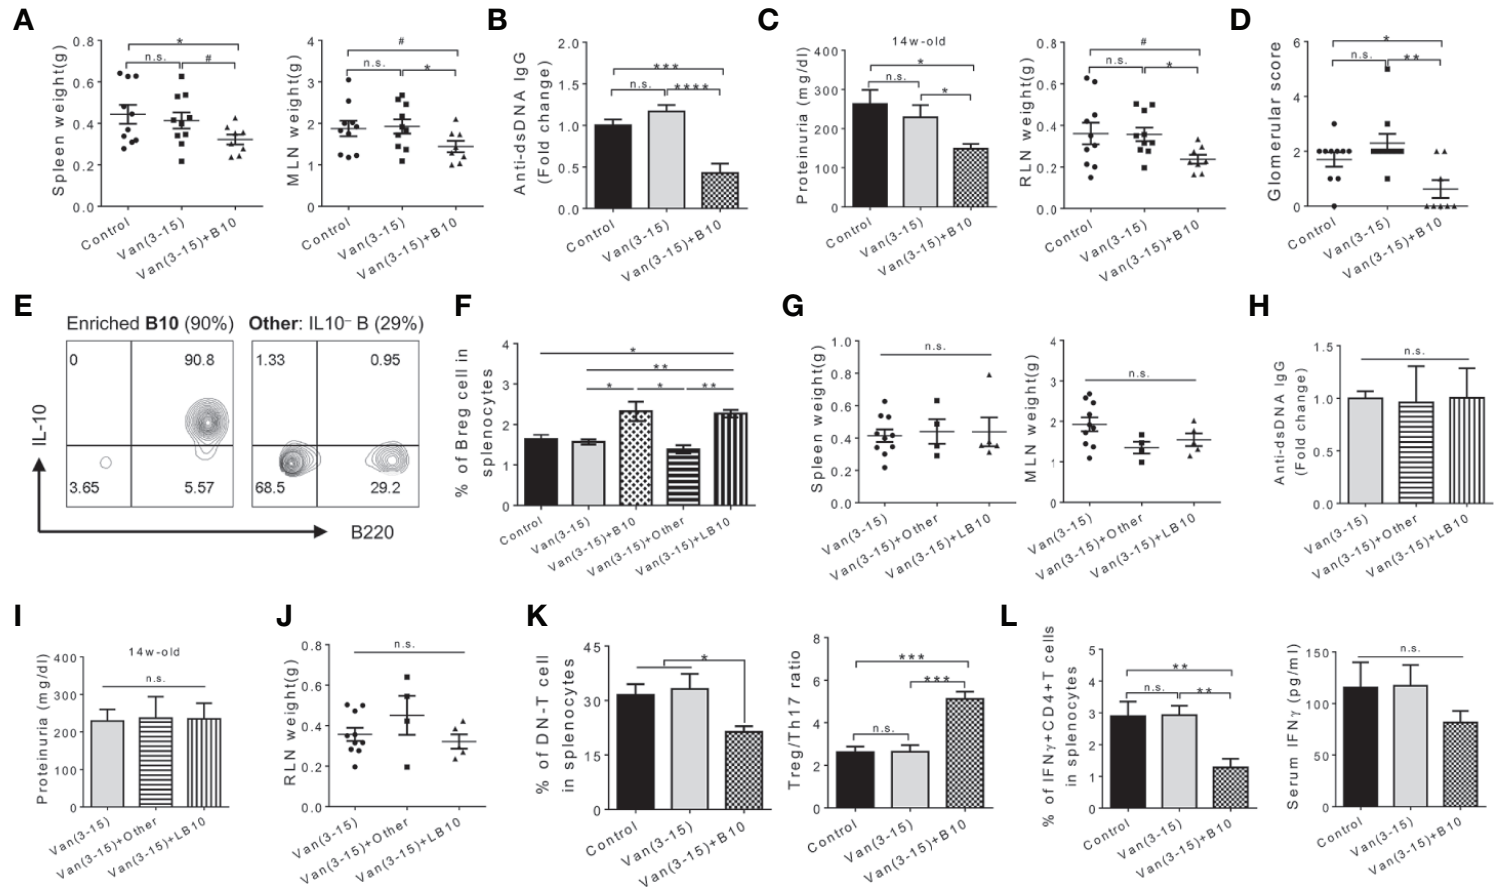 A
Spleen weight(g)
0.8
0.6
0.4
0.2
0.0
*
n.s.
#
Control
Van(3-15)
Van(3-15)+B10
MLN weight(g)
4
3
2
1
0
#
n.s.
*
Control
Van(3-15)
Van(3-15)+B10
B
Anti-dsDNA IgG
(Fold change)
2.0
1.5
1.0
0.5
0.0
***
n.s.
****
Control
Van(3-15)
Van(3-15)+B10
C
14w-old
Proteinuria (mg/dl)
400
300
200
100
0
*
n.s.
*
Control
Van(3-15)
Van(3-15)+B10
RLN weight(g)
0.8
0.6
0.4
0.2
0.0
#
n.s.
*
Control
Van(3-15)
Van(3-15)+B10
D
Glomerular score
6
4
2
0
*
n.s.
**
Control
Van(3-15)
Van(3-15)+B10
E
Enriched B10 (90%)
Other: IL10– B (29%)
0
90.8
3.65
5.57
1.33
0.95
68.5
29.2
IL-10
B220
F
% of Breg cell in
splenocytes
4
3
2
1
0
*
**
*
*
**
Control
Van(3-15)
Van(3-15)+B10
Van(3-15)+Other
Van(3-15)+LB10
G
Spleen weight(g)
1.0
0.8
0.6
0.4
0.2
0.0
n.s.
Van(3-15)
Van(3-15)+Other
Van(3-15)+LB10
MLN weight(g)
4
3
2
1
0
n.s.
Van(3-15)
Van(3-15)+Other
Van(3-15)+LB10
H
Anti-dsDNA IgG
(Fold change)
1.5
1.0
0.5
0.0
n.s.
Van(3-15)
Van(3-15)+Other
Van(3-15)+LB10
I
14w-old
Proteinuria (mg/dl)
400
300
200
100
0
n.s.
Van(3-15)
Van(3-15)+Other
Van(3-15)+LB10
J
RLN weight(g)
0.8
0.6
0.4
0.2
0.0
n.s.
Van(3-15)
Van(3-15)+Other
Van(3-15)+LB10
K
% of DN-T cell
in splenocytes
45
30
15
0
*
Control
Van(3-15)
Van(3-15)+B10
Treg/Th17 ratio
8
6
4
2
0
***
***
n.s.
Control
Van(3-15)
Van(3-15)+B10
L
% of IFNγ+CD4+T cells
in splenocytes
5
4
3
2
1
0
**
n.s.
**
Control
Van(3-15)
Van(3-15)+B10
Serum IFNγ (pg/ml)
150
100
50
0
n.s.
Control
Van(3-15)
Van(3-15)+B10